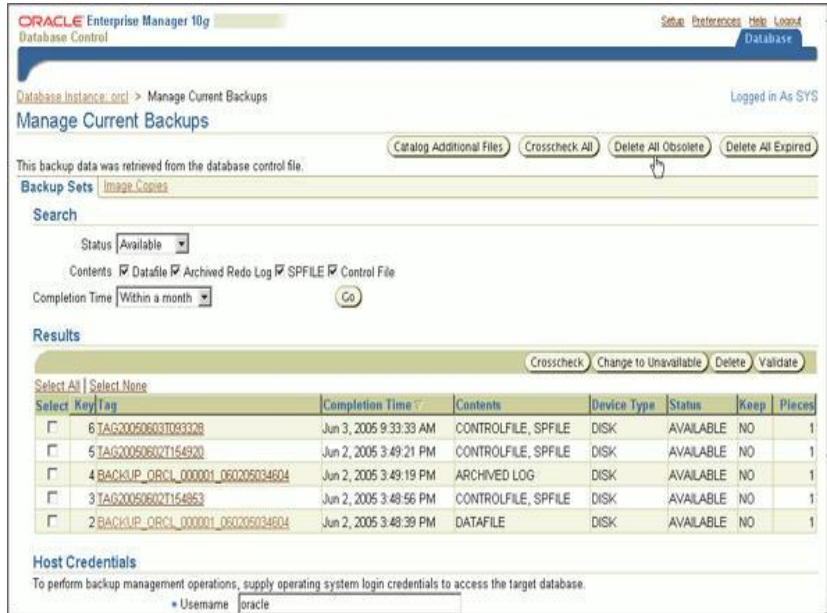 ORACLE Enterprise Manager 10g
Database Control
Setup Preferences Help Logout
Database
Database Instance: orcl > Manage Current Backups
Logged in As SYS
Manage Current Backups
Catalog Additional Files Crosscheck All Delete All Obsolete Delete All Expired
This backup data was retrieved from the database control file.
Backup Sets Image Copies
Search
Status Available
Contents Datafile Archived Redo Log SPFILE Control File
Completion Time Within a month Go
Results
Crosscheck Change to Unavailable Delete Validate
Select All | Select None
Select Key Tag Completion Time Contents Device Type Status Keep Pieces
6 TAG20050603T093328 Jun 3, 2005 9:33:33 AM CONTROLFILE, SPFILE DISK AVAILABLE NO 1
5 TAG20050602T154920 Jun 2, 2005 3:49:21 PM CONTROLFILE, SPFILE DISK AVAILABLE NO 1
4 BACKUP_ORCL_000001_060205034604 Jun 2, 2005 3:49:19 PM ARCHIVED LOG DISK AVAILABLE NO 1
3 TAG20050602T154853 Jun 2, 2005 3:48:56 PM CONTROLFILE, SPFILE DISK AVAILABLE NO 1
2 BACKUP_ORCL_000001_060205034604 Jun 2, 2005 3:48:39 PM DATAFILE DISK AVAILABLE NO 1
Host Credentials
To perform backup management operations, supply operating system login credentials to access the target database.
* Username oracle